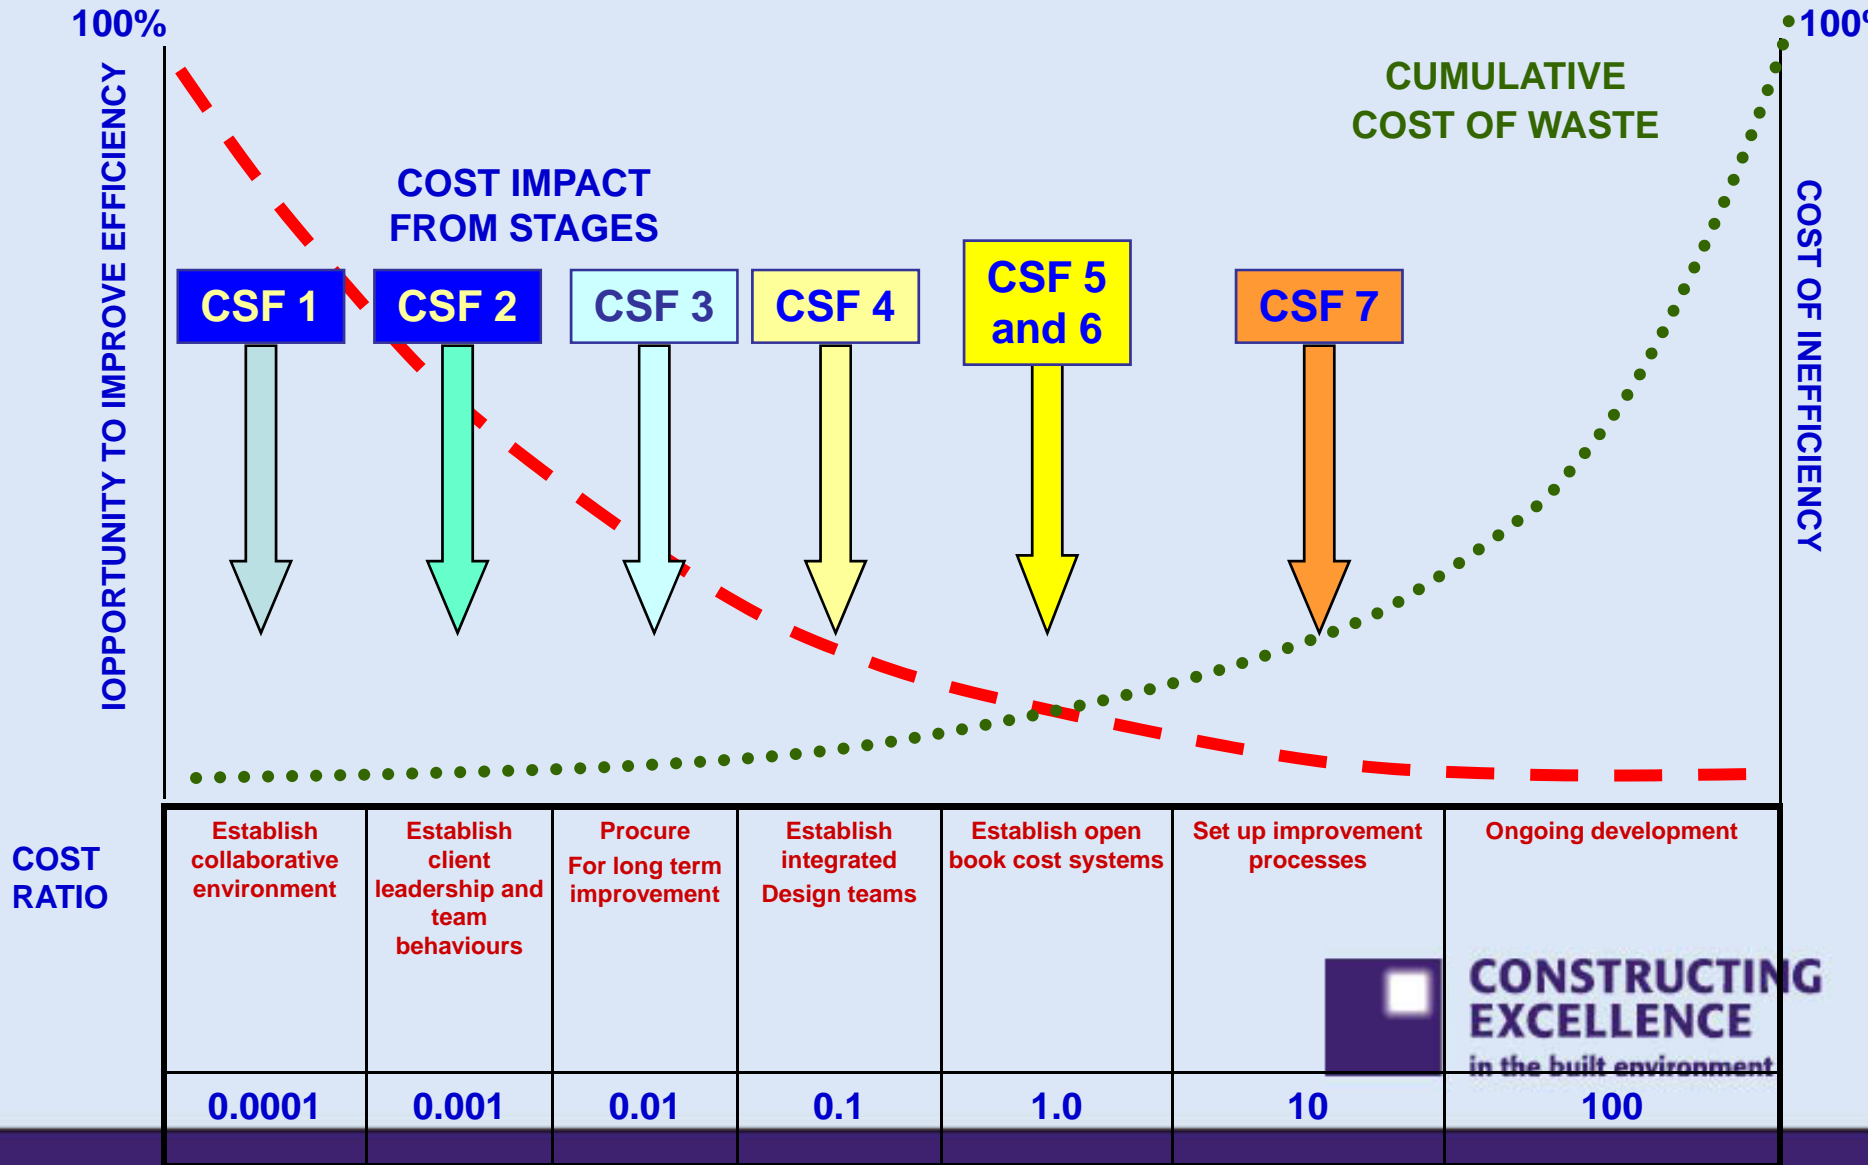 100%
100%
CUMULATIVE
COST OF WASTE
IOPPORTUNITY TO IMPROVE EFFICIENCY
COST OF INEFFICIENCY
COST IMPACT
FROM STAGES
CSF 1
CSF 2
CSF 3
CSF 4
CSF 5
and 6
CSF 7
COST
RATIO
Establish
collaborative
environment
Establish
client
leadership and
team
behaviours
Procure
For long term
improvement
Establish
integrated
Design teams
Establish open
book cost systems
Set up improvement
processes
Ongoing development
CONSTRUCTING
EXCELLENCE
in the built environment
0.0001
0.001
0.01
0.1
1.0
10
100